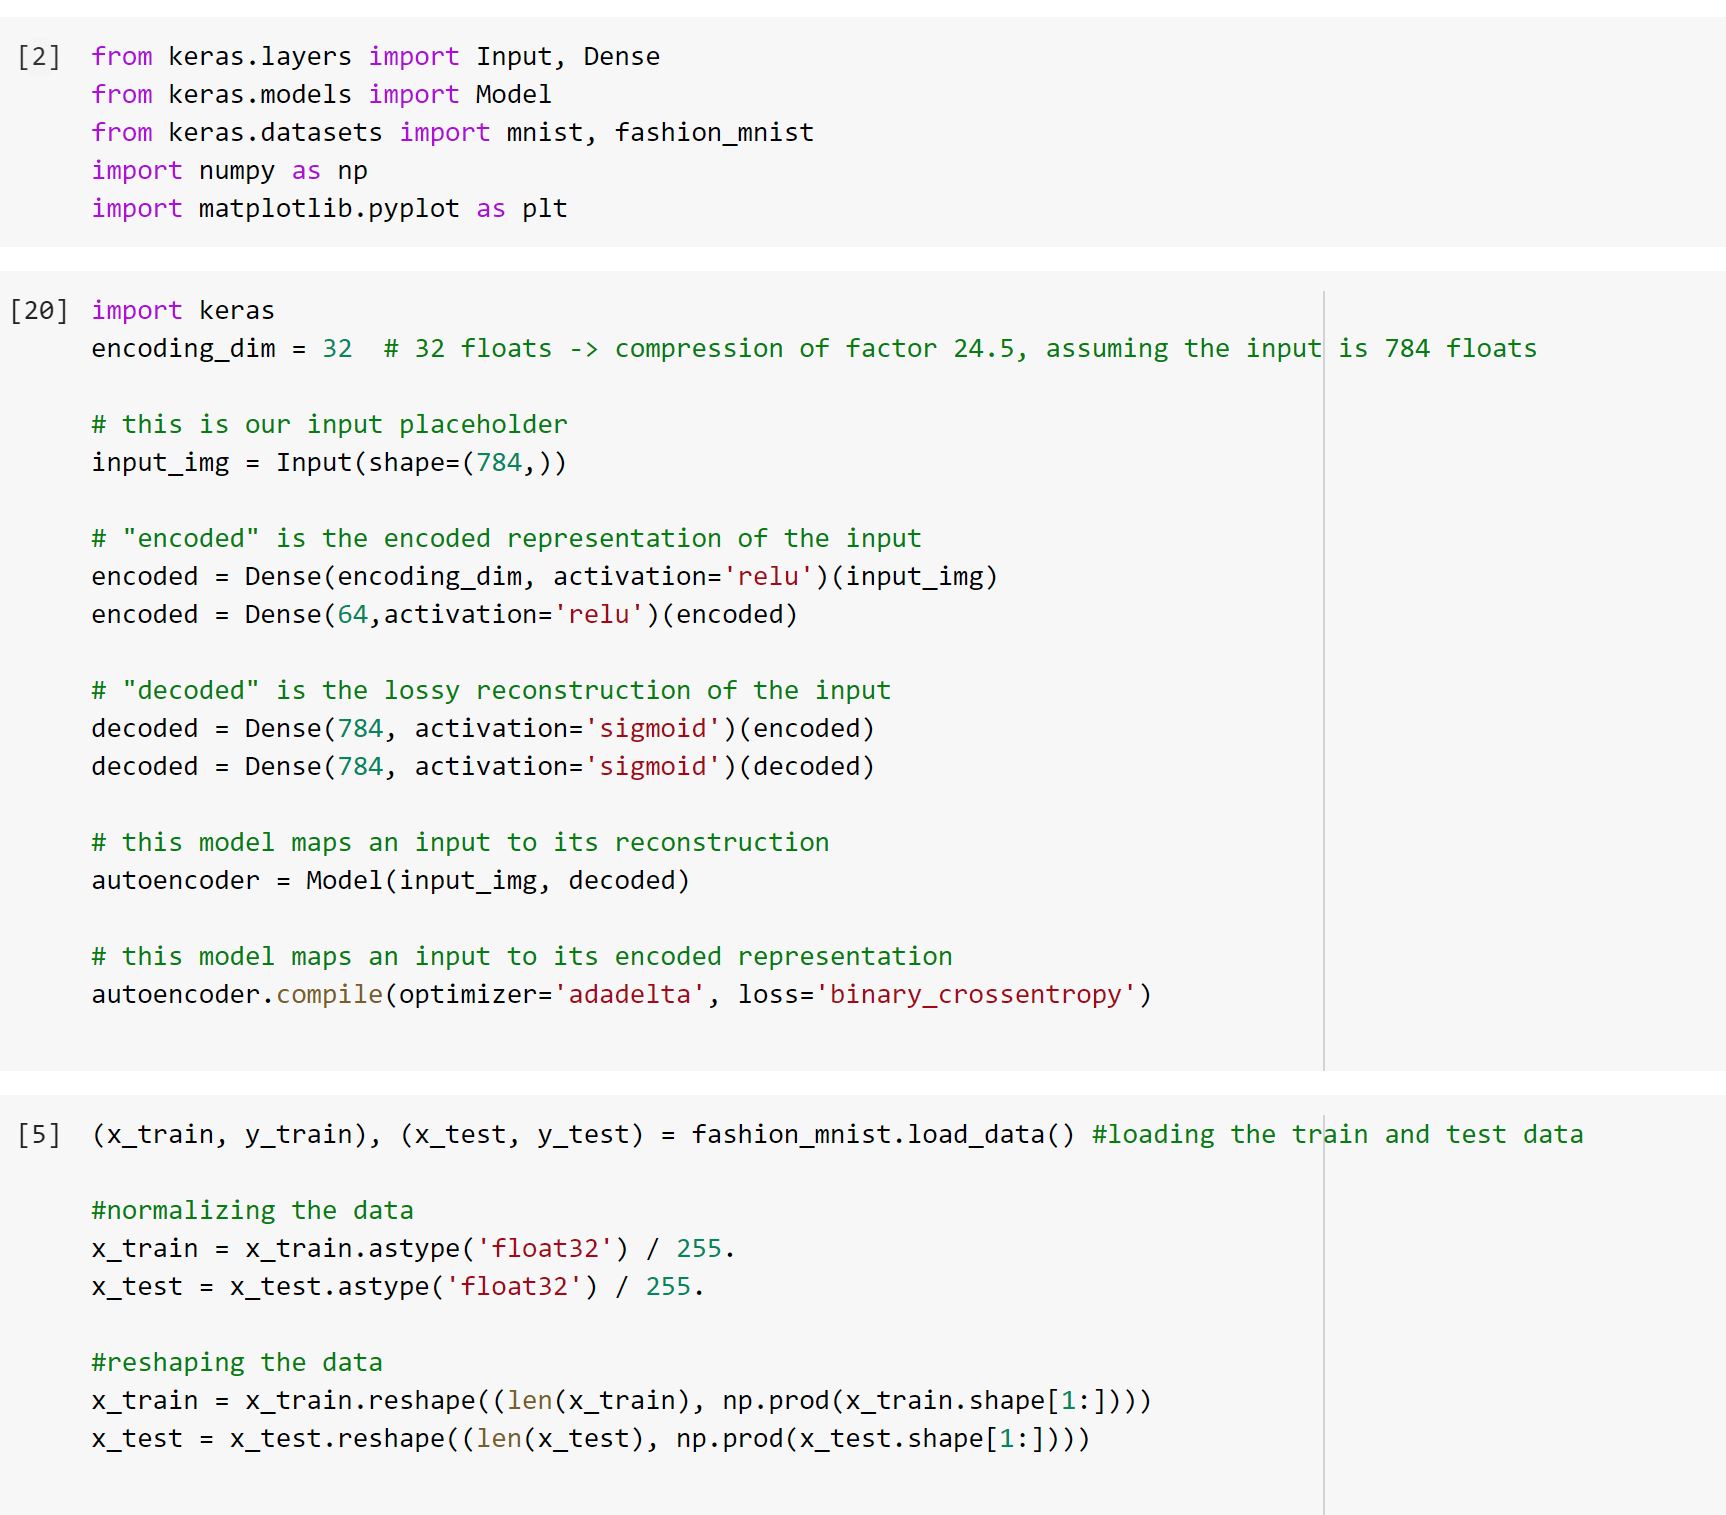 [2] from keras.layers import Input, Dense
from keras.models import Model
from keras.datasets import mnist, fashion_mnist
import numpy as np
import matplotlib.pyplot as plt
[20] import keras
encoding_dim = 32  # 32 floats -> compression of factor 24.5, assuming the input is 784 floats
# this is our input placeholder
input_img = Input(shape=(784,))
# "encoded" is the encoded representation of the input
encoded = Dense(encoding_dim, activation='relu')(input_img)
encoded = Dense(64,activation='relu')(encoded)
# "decoded" is the lossy reconstruction of the input
decoded = Dense(784, activation='sigmoid')(encoded)
decoded = Dense(784, activation='sigmoid')(decoded)
# this model maps an input to its reconstruction
autoencoder = Model(input_img, decoded)
# this model maps an input to its encoded representation
autoencoder.compile(optimizer='adadelta', loss='binary_crossentropy')
[5] (x_train, y_train), (x_test, y_test) = fashion_mnist.load_data() #loading the train and test data
#normalizing the data
x_train = x_train.astype('float32') / 255.
x_test = x_test.astype('float32') / 255.
#reshaping the data
x_train = x_train.reshape((len(x_train), np.prod(x_train.shape[1:])))
x_test = x_test.reshape((len(x_test), np.prod(x_test.shape[1:])))